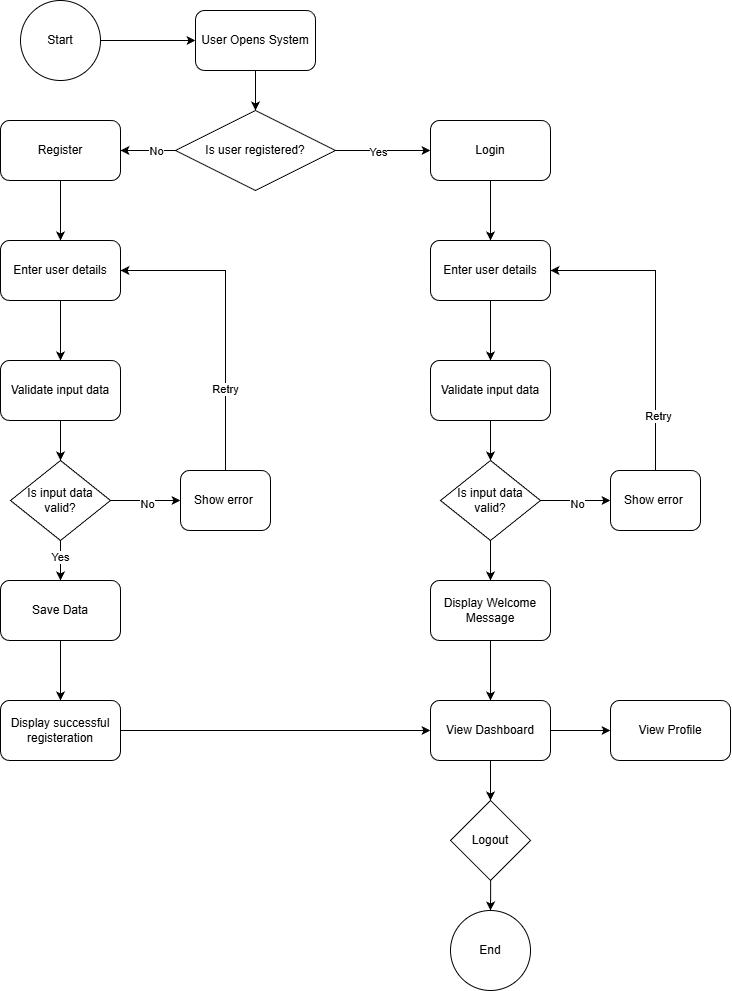 Start
User Opens System
Register
No
Is user registered?
Yes
Login
Enter user details
Enter user details
Validate input data
Retry
Validate input data
Retry
Is input data
valid?
No
Show error
Is input data
valid?
No
Show error
Yes
Save Data
Display Welcome
Message
Display successful
registeration
View Dashboard
View Profile
Logout
End